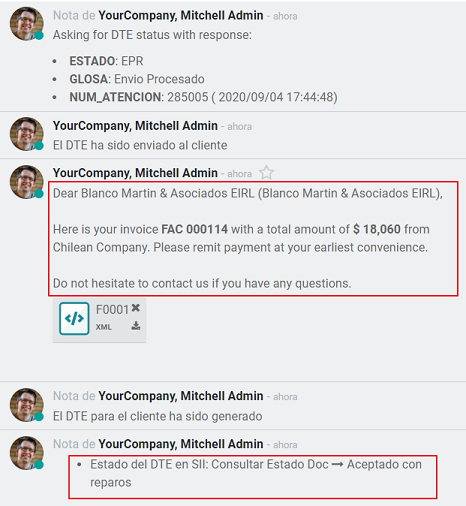 Nota de YourCompany, Mitchell Admin - ahora
Asking for DTE status with response:
• ESTADO: EPR
• GLOSA: Envio Procesado
• NUM_ATENCION: 285005 ( 2020/09/04 17:44:48)
YourCompany, Mitchell Admin - ahora
El DTE ha sido enviado al cliente
YourCompany, Mitchell Admin - ahora
Dear Blanco Martin & Asociados EIRL (Blanco Martin & Asociados EIRL),
Here is your invoice FAC 000114 with a total amount of $ 18,060 from
Chilean Company. Please remit payment at your earliest convenience.
Do not hesitate to contact us if you have any questions.
F0001
XML
Nota de YourCompany, Mitchell Admin - ahora
El DTE para el cliente ha sido generado
Nota de YourCompany, Mitchell Admin - ahora
• Estado del DTE en SII: Consultar Estado Doc → Aceptado con
reparos